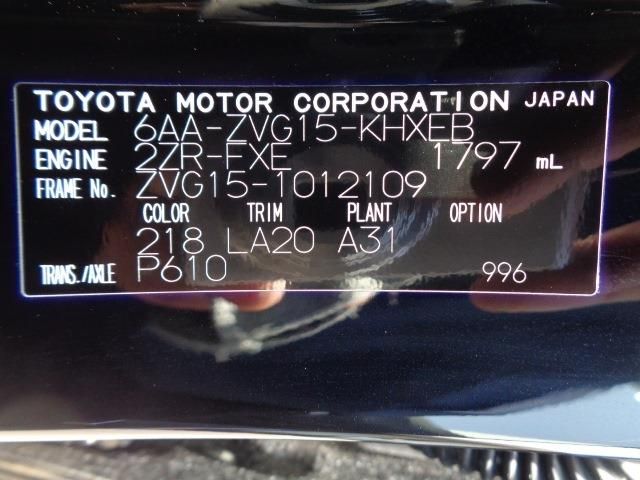 TOYOTA MOTOR CORPORATION JAPAN
MODEL 6AA-ZVG15-KHXEB
ENGINE 2ZR-FXE 1797 mL
FRAME No. ZVG15-1012109
COLOR TRIM PLANT OPTION
218 LA20 A31
TRANS./AXLE P610 996